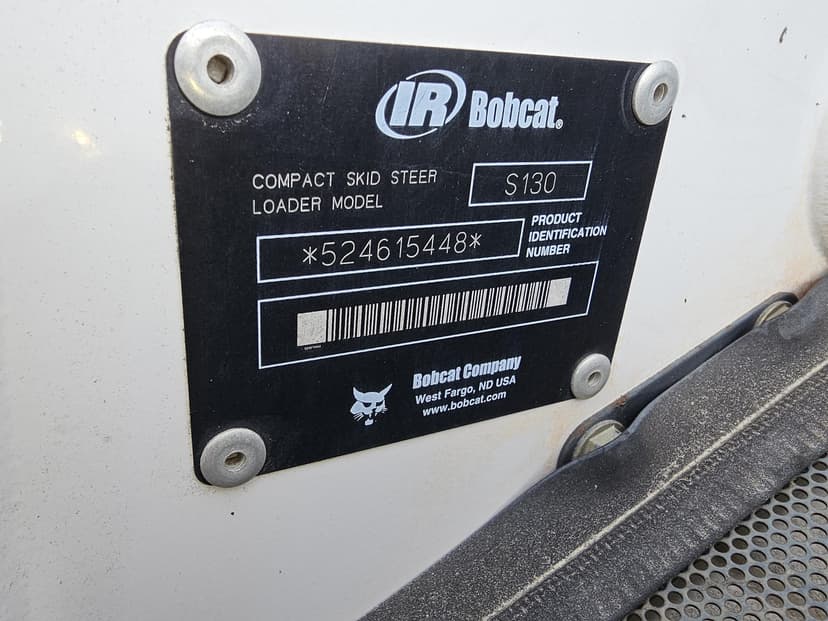 IR Bobcat®
COMPACT SKID STEER
LOADER MODEL
S130
*524615448*
PRODUCT
IDENTIFICATION
NUMBER
Bobcat Company
West Fargo, ND USA
www.bobcat.com